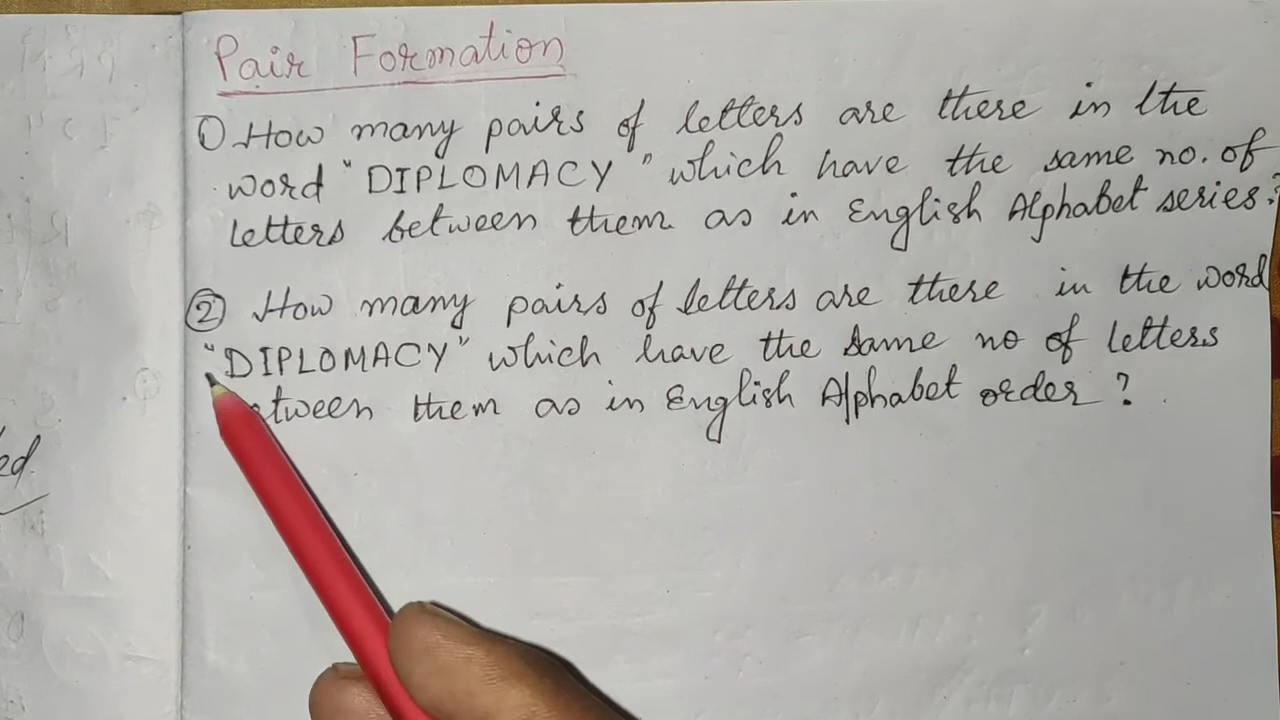 Pair Formation
1) How many pairs of letters are there in the
word "DIPLOMACY" which have the same no. of
letters between them as in English Alphabet series?
2 How many pairs of letters are there in the word
"DIPLOMACY" which have the same no of letters
tween them as in English Alphabet order?
ed.